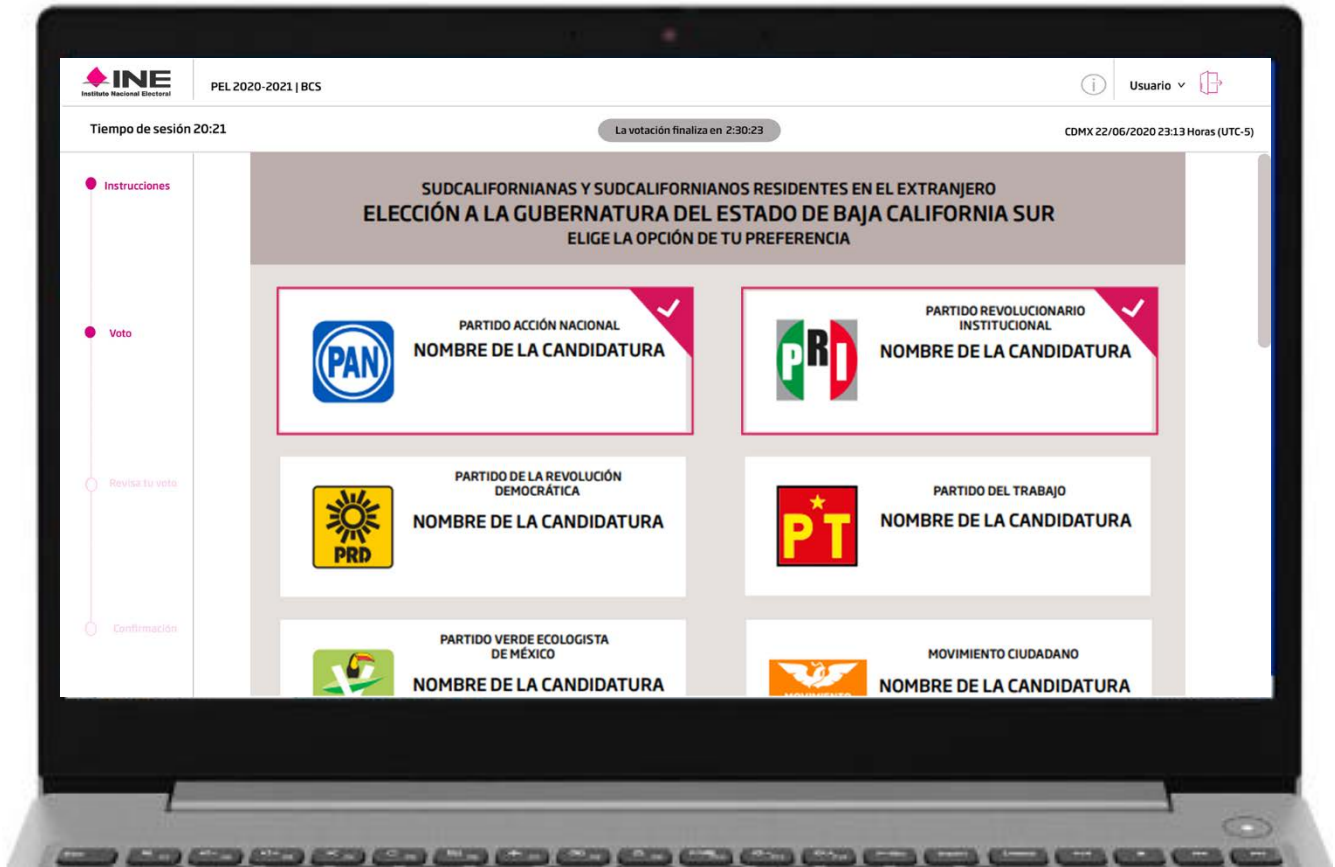 INE
Instituto Nacional Electoral
PEL 2020-2021 | BCS
i
Usuario
Tiempo de sesión 20:21
La votación finaliza en 2:30:23
CDMX 22/06/2020 23:13 Horas (UTC-5)
Instrucciones
Voto
Revisa tu voto
Confirmación
SUDCALIFORNIANAS Y SUDCALIFORNIANOS RESIDENTES EN EL EXTRANJERO
ELECCIÓN A LA GUBERNATURA DEL ESTADO DE BAJA CALIFORNIA SUR
ELIGE LA OPCIÓN DE TU PREFERENCIA
PAN
PARTIDO ACCIÓN NACIONAL
NOMBRE DE LA CANDIDATURA
PRI
PARTIDO REVOLUCIONARIO
INSTITUCIONAL
NOMBRE DE LA CANDIDATURA
PRD
PARTIDO DE LA REVOLUCIÓN
DEMOCRÁTICA
NOMBRE DE LA CANDIDATURA
PT
PARTIDO DEL TRABAJO
NOMBRE DE LA CANDIDATURA
PARTIDO VERDE ECOLOGISTA
DE MÉXICO
NOMBRE DE LA CANDIDATURA
MOVIMIENTO
MOVIMIENTO CIUDADANO
NOMBRE DE LA CANDIDATURA